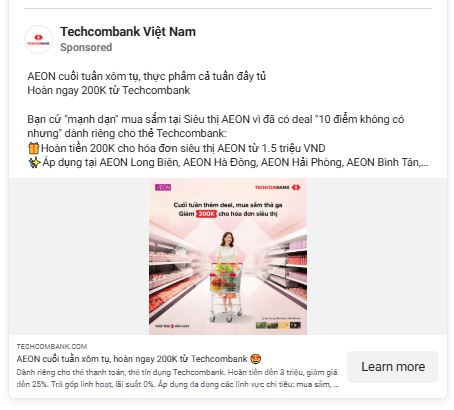 Techcombank Việt Nam
Sponsored
AEON cuối tuần xôm tụ, thực phẩm cả tuần đầy tủ
Hoàn ngay 200K từ Techcombank
Bạn cứ "mạnh dạn" mua sắm tại Siêu thị AEON vì đã có deal "10 điểm không có
nhưng" dành riêng cho thẻ Techcombank:
🎁Hoàn tiền 200K cho hóa đơn siêu thị AEON từ 1.5 triệu VND
✨Áp dụng tại AEON Long Biên, AEON Hà Đông, AEON Hải Phòng, AEON Bình Tân,...
AEON
TECHCOMBANK
Cuối tuần thêm deal, mua sắm thả ga
Giảm 200K cho hóa đơn siêu thị
TECHCOMBANK.COM
AEON cuối tuần xôm tụ, hoàn ngay 200K từ Techcombank 🤩
Dành riêng cho thẻ thanh toán, thẻ tín dụng Techcombank. Hoàn tiền đến 3 triệu, giảm giá
đến 25%. Trả góp linh hoạt, lãi suất 0%. Áp dụng đa dạng các lĩnh vực chi tiêu: mua sắm, ...
Learn more